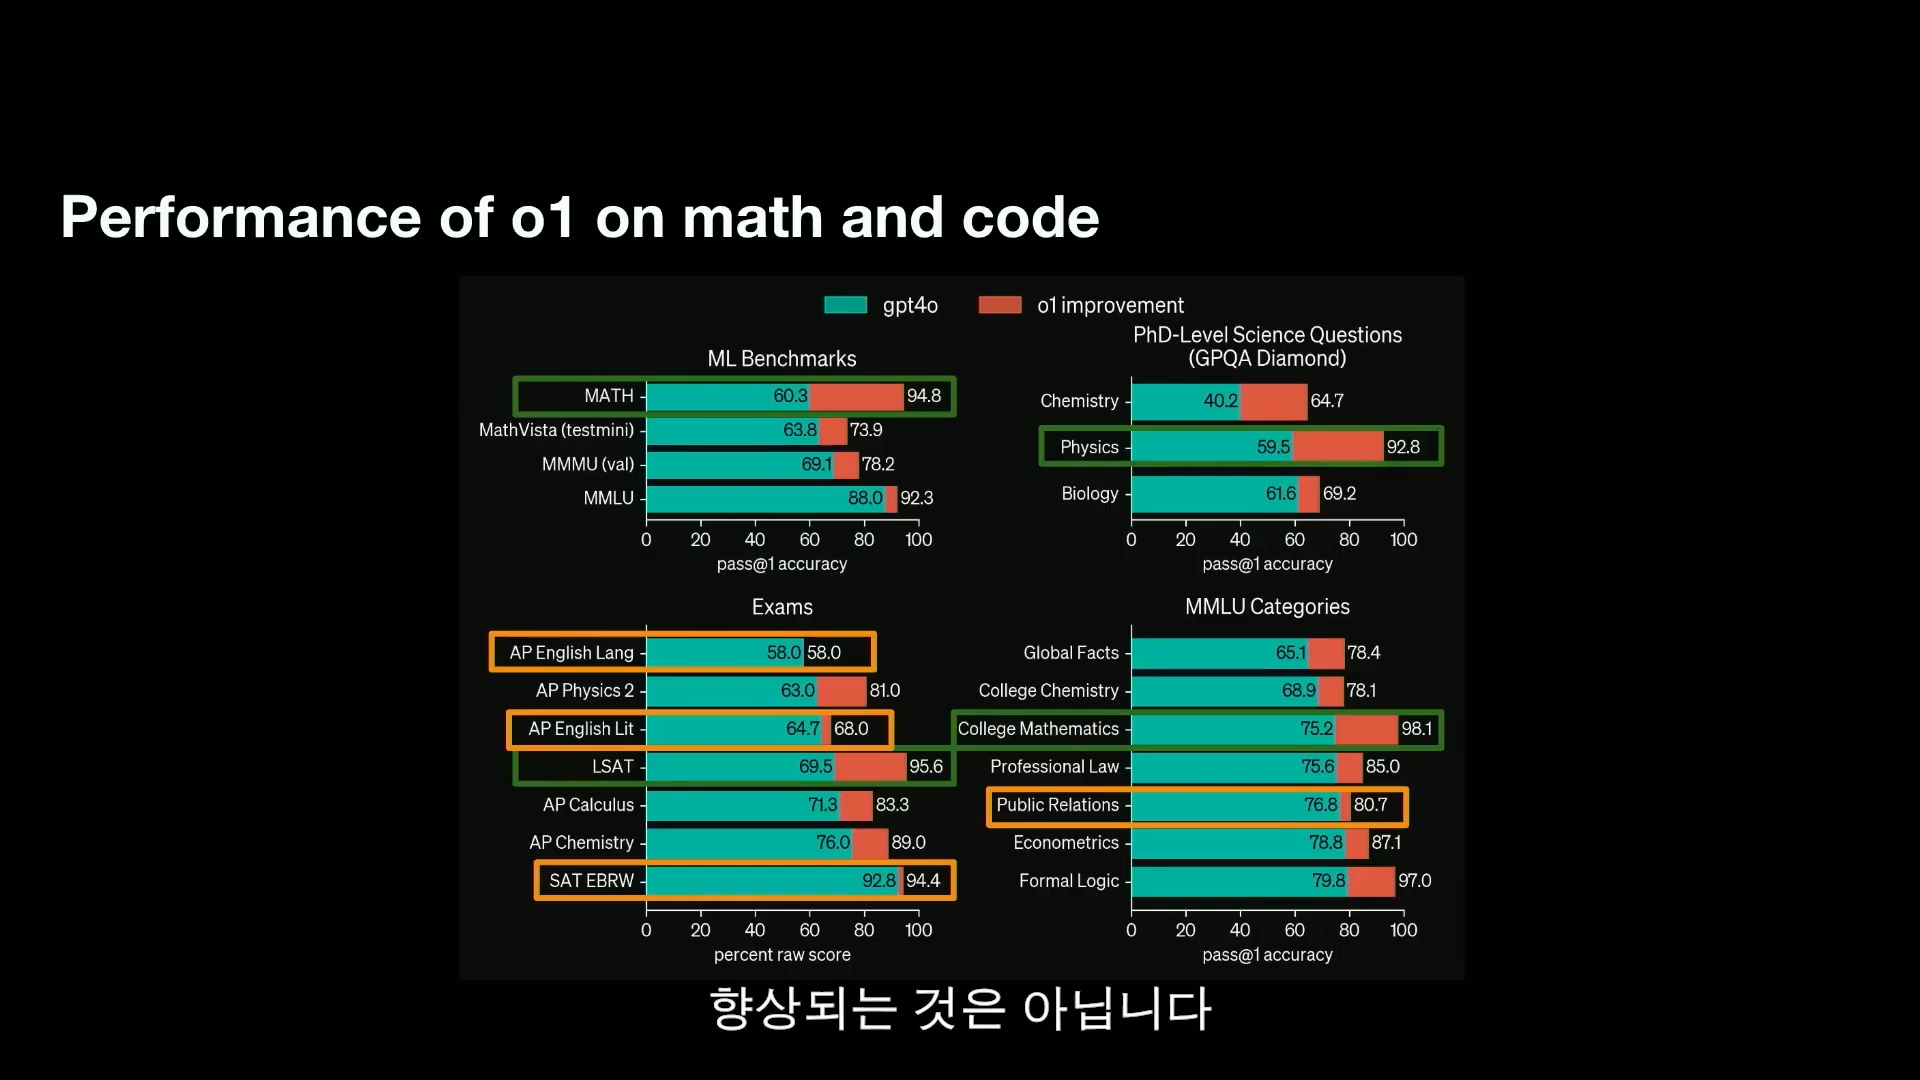 Performance of o1 on math and code
gpt4o
o1 improvement
ML Benchmarks
MATH 60.3 94.8
MathVista (testmini) 63.8 73.9
MMMU (val) 69.1 78.2
MMLU 88.0 92.3
0 20 40 60 80 100
pass@1 accuracy
PhD-Level Science Questions
(GPQA Diamond)
Chemistry 40.2 64.7
Physics 59.5 92.8
Biology 61.6 69.2
0 20 40 60 80 100
pass@1 accuracy
Exams
AP English Lang 58.0 58.0
AP Physics 2 63.0 81.0
AP English Lit 64.7 68.0
LSAT 69.5 95.6
AP Calculus 71.3 83.3
AP Chemistry 76.0 89.0
SAT EBRW 92.8 94.4
0 20 40 60 80 100
percent raw score
MMLU Categories
Global Facts 65.1 78.4
College Chemistry 68.9 78.1
College Mathematics 75.2 98.1
Professional Law 75.6 85.0
Public Relations 76.8 80.7
Econometrics 78.8 87.1
Formal Logic 79.8 97.0
0 20 40 60 80 100
pass@1 accuracy
향상되는 것은 아닙니다